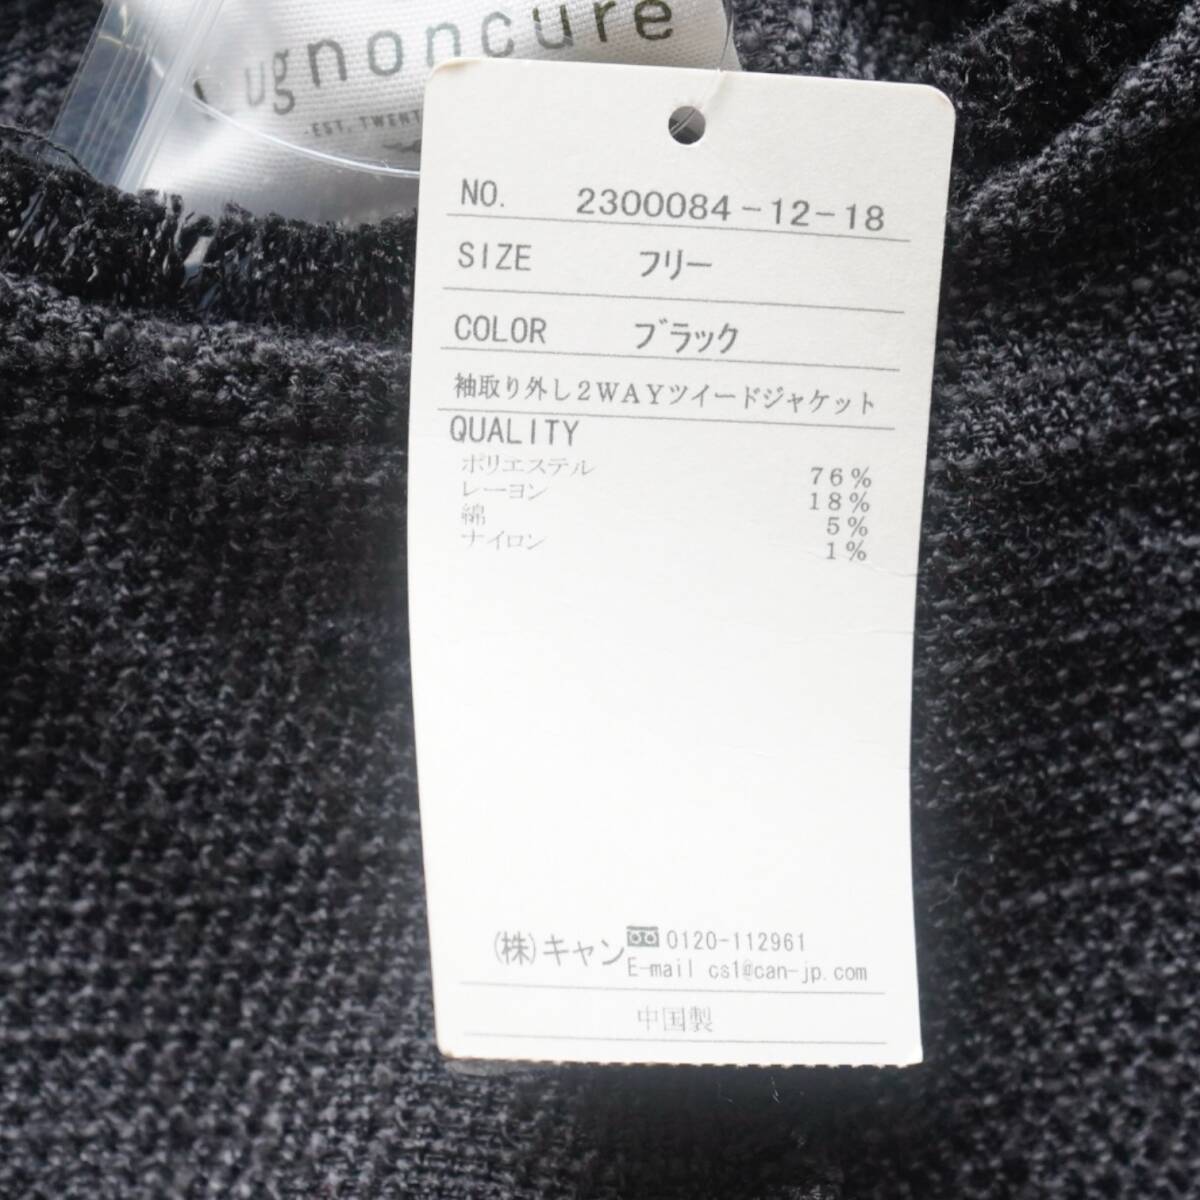 ugnoncure
EST. TWENT
NO. 2300084-12-18
SIZE フリー
COLOR ブラック
袖取り外し2WAYツイードジャケット
QUALITY
ポリエステル 76%
レーヨン 18%
綿 5%
ナイロン 1%
(株)キャン 0120-112961
E-mail cs1@can-jp.com
中国製